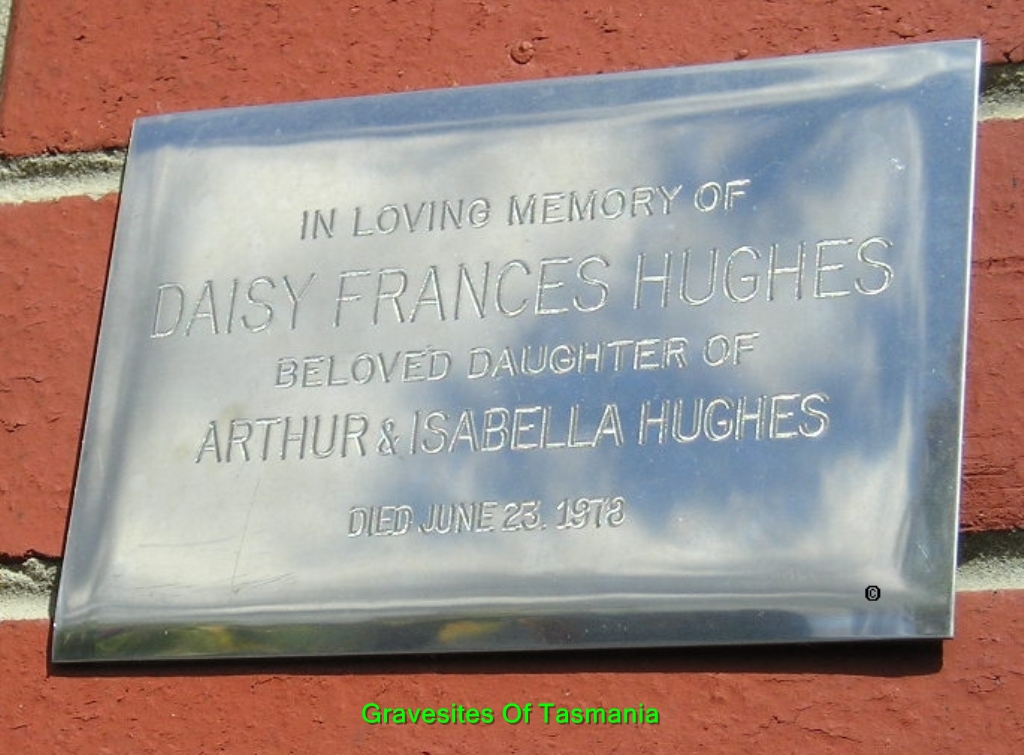 IN LOVING MEMORY OF
DAISY FRANCES HUGHES
BELOVED DAUGHTER OF
ARTHUR & ISABELLA HUGHES
DIED JUNE 23. 1978
©
Gravesites Of Tasmania